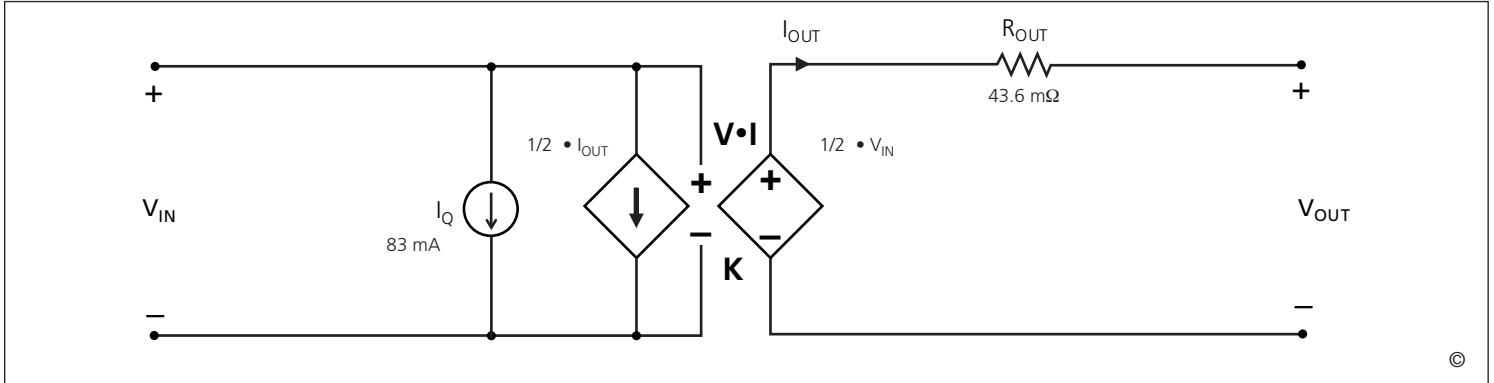 I_OUT
R_OUT
43.6 mΩ
+
+
V•I
1/2 • I_OUT
1/2 • V_IN
+
+
V_IN
I_Q
83 mA
V_OUT
−
−
K
−
−
©